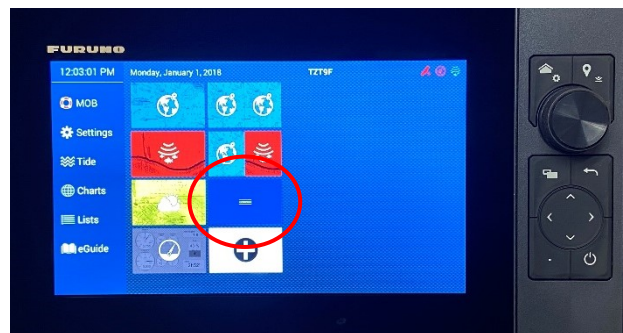 FURUNO
12:03:01 PM Monday, January 1, 2018 TZT9F
MOB
Settings
Tide
Charts
Lists
eGuide